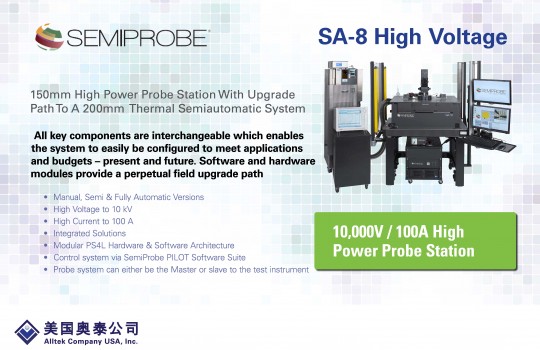 SEMIPROBE
SA-8 High Voltage
150mm High Power Probe Station With Upgrade
Path To A 200mm Thermal Semiautomatic System
All key components are interchangeable which enables
the system to easily be configured to meet applications
and budgets – present and future. Software and hardware
modules provide a perpetual field upgrade path
• Manual, Semi & Fully Automatic Versions
• High Voltage to 10 kV
• High Current to 100 A
• Integrated Solutions
• Modular PS4L Hardware & Software Architecture
• Control system via SemiProbe PILOT Software Suite
• Probe system can either be the Master or slave to the test instrument
10,000V / 100A High
Power Probe Station
美国奥泰公司
Alltek Company USA, Inc.